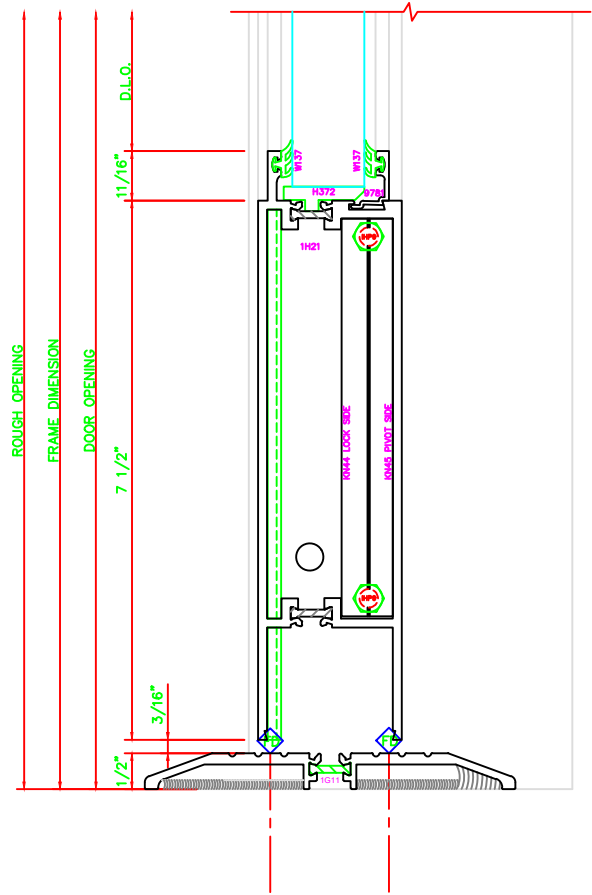 D.L.O.
11/16"
W137
W137
H372
9781
1H21
ROUGH OPENING
FRAME DIMENSION
DOOR OPENING
7 1/2"
KN44 LOCK SIDE
KN45 PIVOT SIDE
3/16"
1/2"
1G11